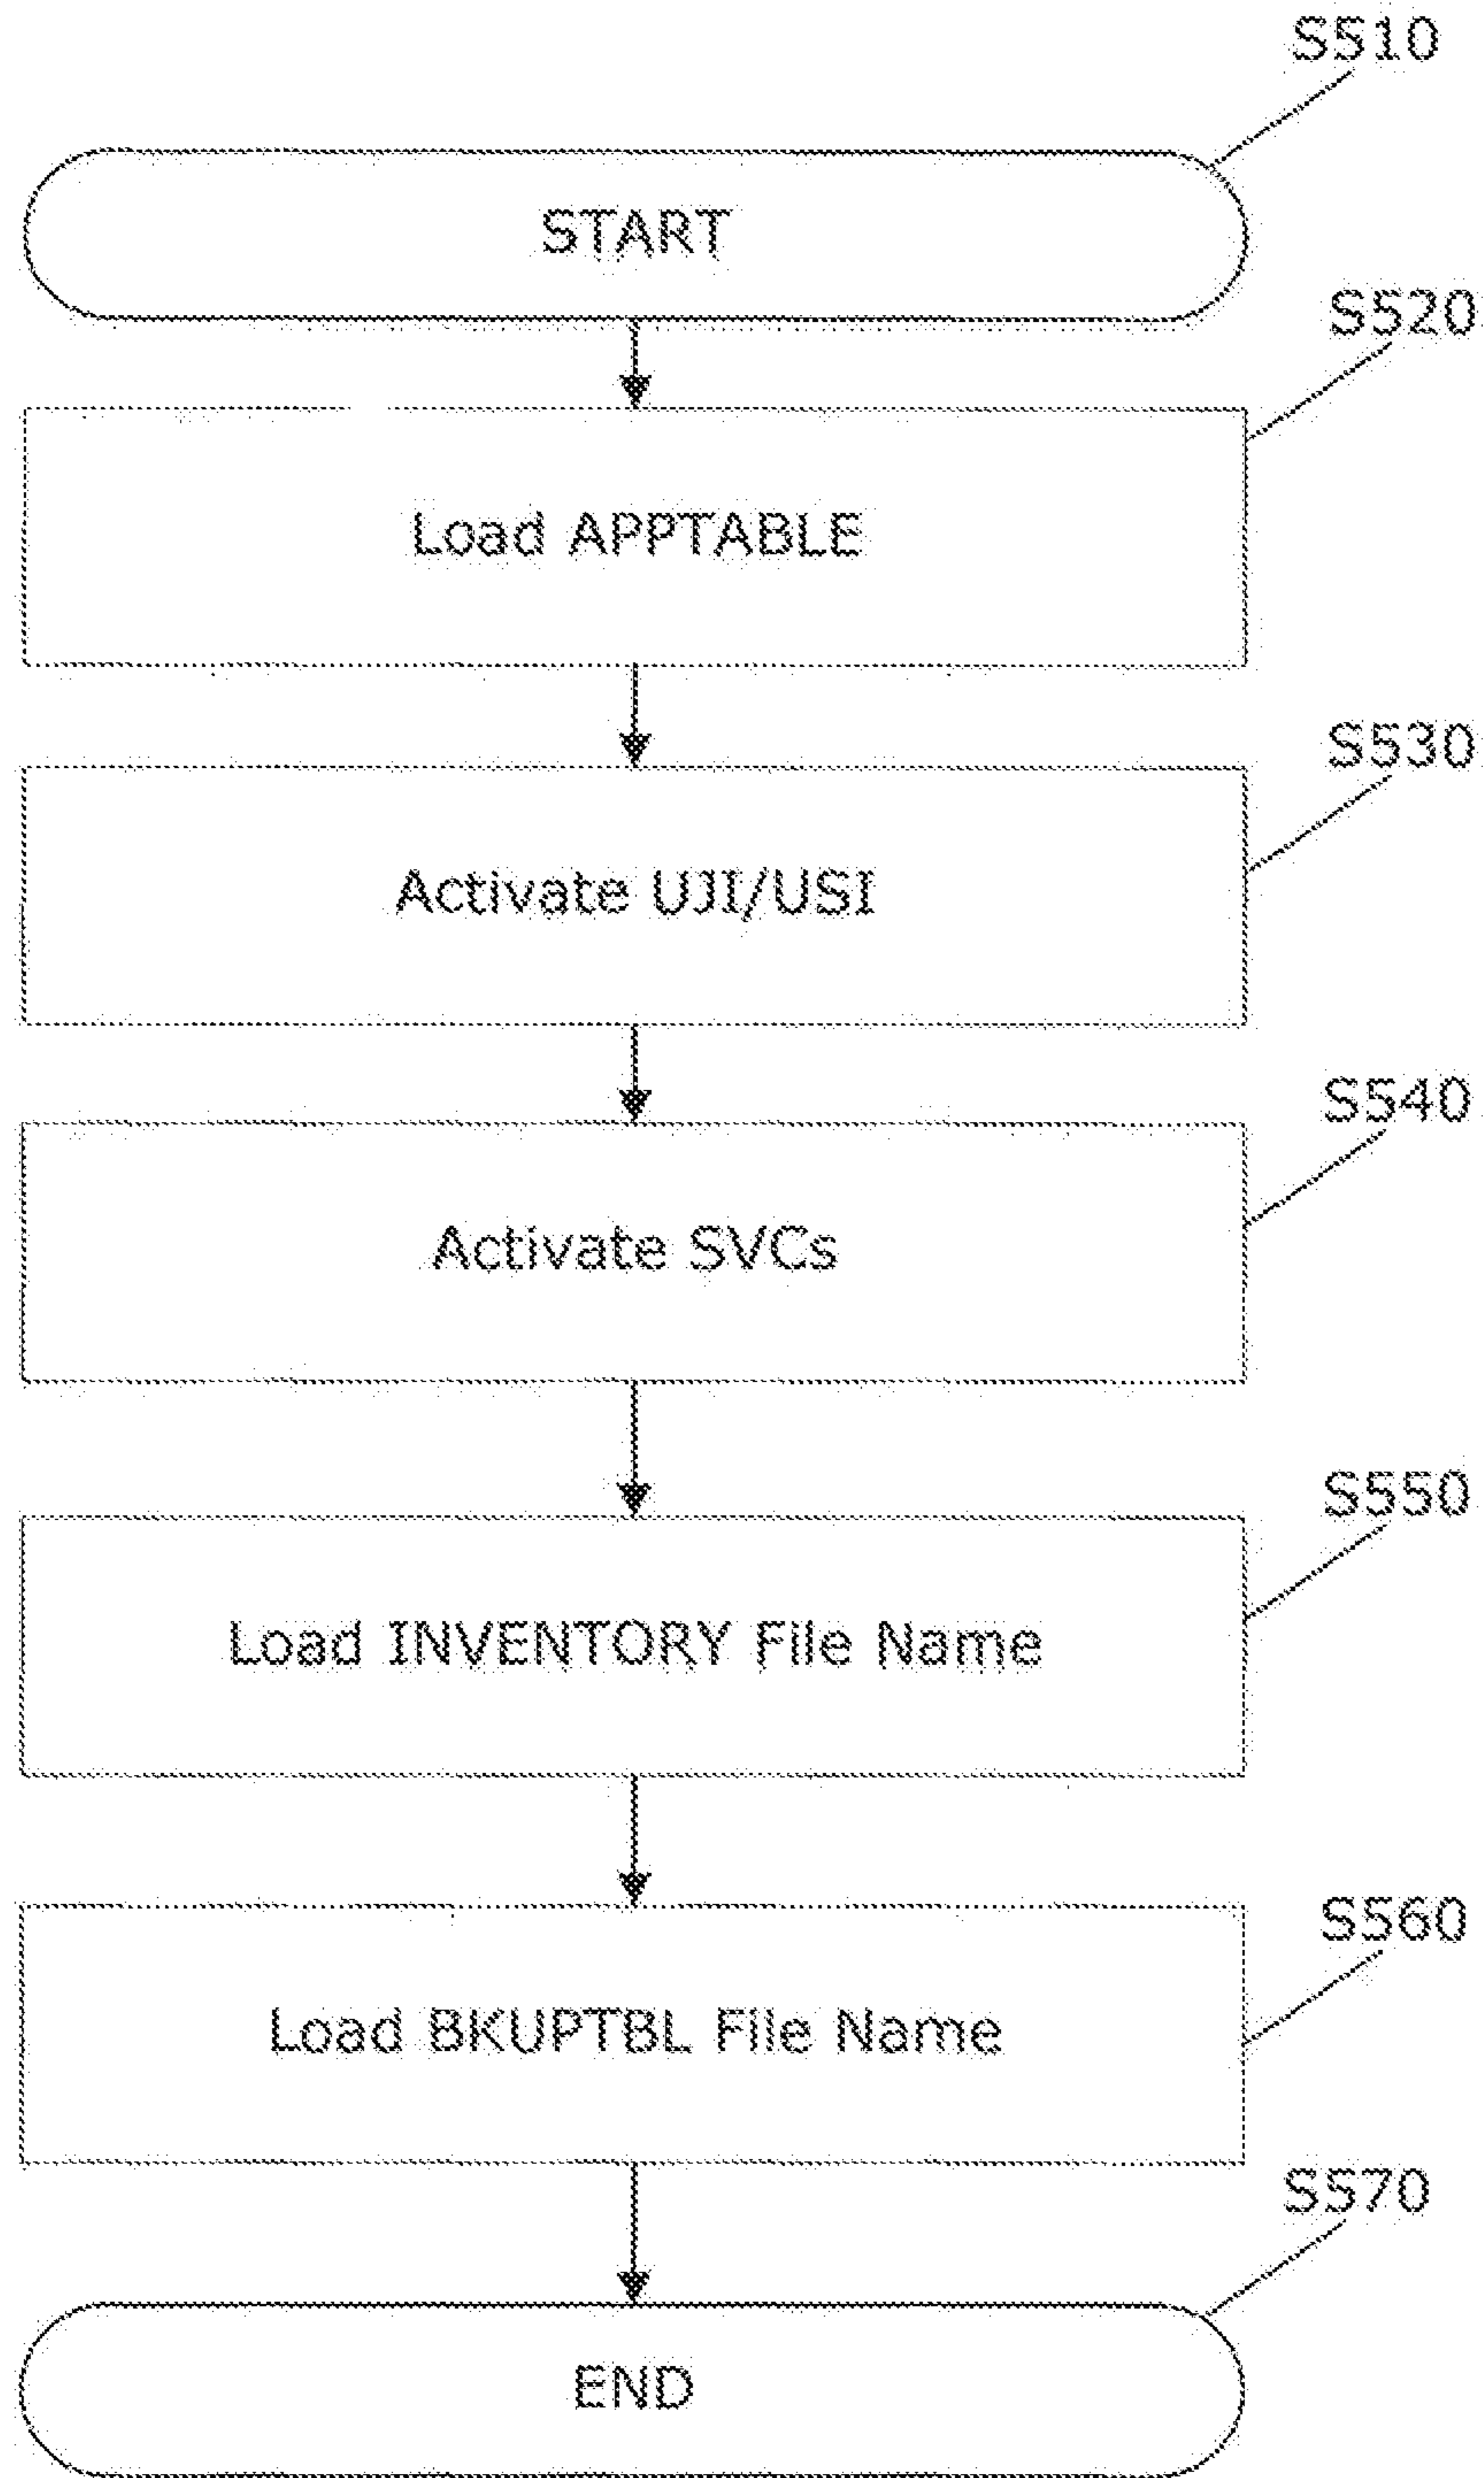 S510
START
S520
Load APPTABLE
S530
Activate UJI/USI
S540
Activate SVCs
S550
Load INVENTORY File Name
S560
Load BKUPTBL File Name
S570
END